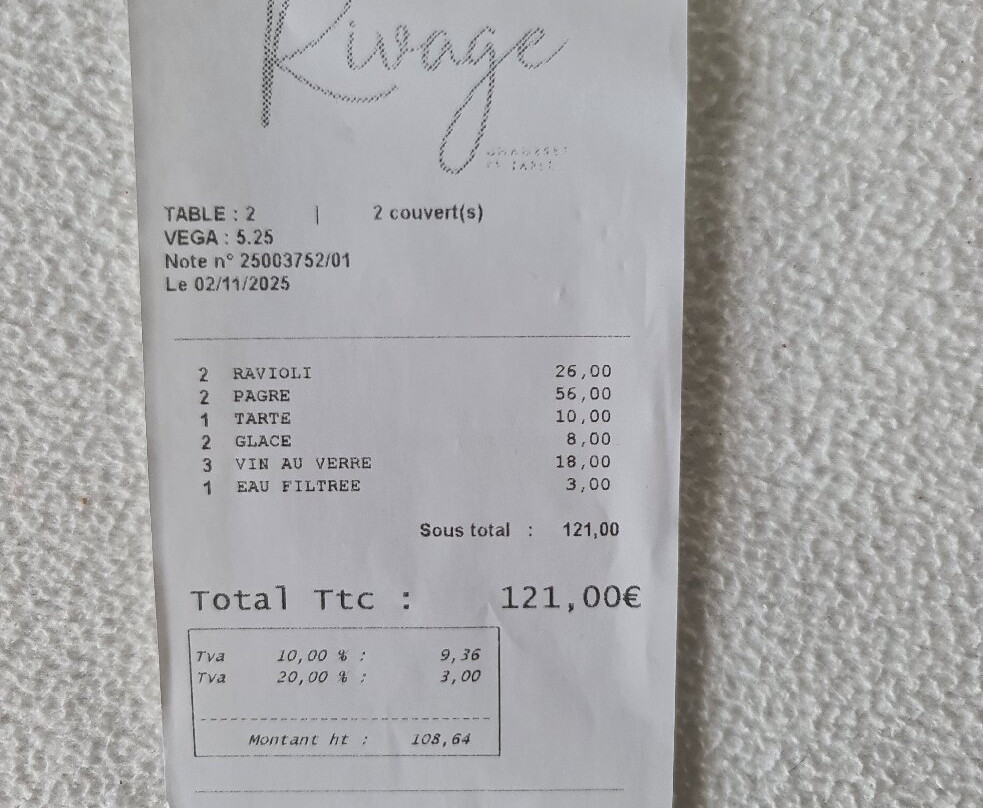 Rivage
TABLE : 2 | 2 couvert(s)
VEGA : 5.25
Note n° 25003752/01
Le 02/11/2025
2 RAVIOLI 26,00
2 PAGRE 56,00
1 TARTE 10,00
2 GLACE 8,00
3 VIN AU VERRE 18,00
1 EAU FILTREE 3,00
Sous total : 121,00
Total Ttc : 121,00€
Tva 10,00 % : 9,36
Tva 20,00 % : 3,00
Montant ht : 108,64